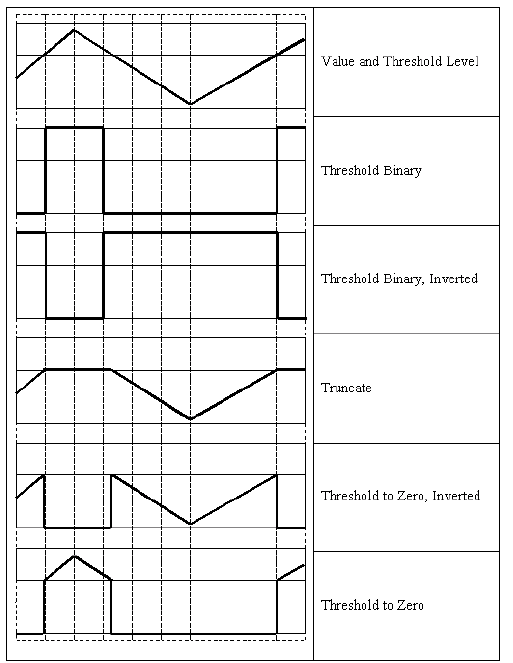 Value and Threshold Level
Threshold Binary
Threshold Binary, Inverted
Truncate
Threshold to Zero, Inverted
Threshold to Zero